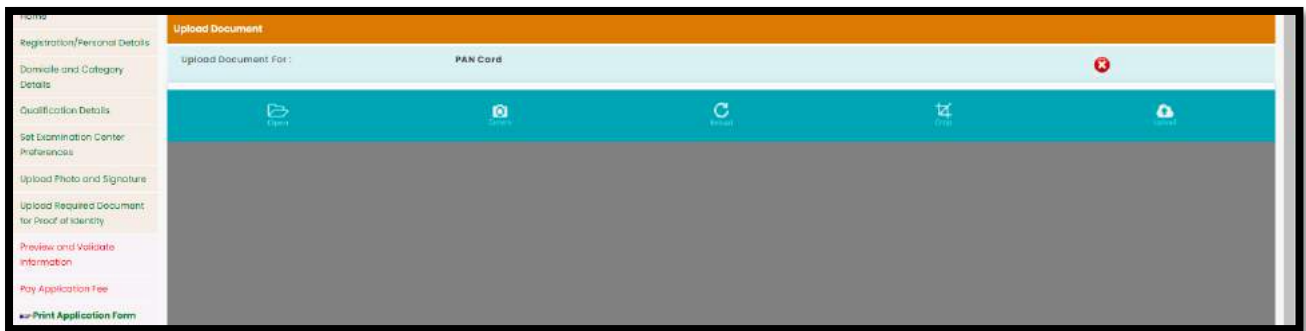 Home
Registration/Personal Details
Domicile and Category
Details
Qualification Details
Set Examination Center
Preferences
Upload Photo and Signature
Upload Required Document
for Proof of Identity
Preview and Validate
Information
Pay Application Fee
Print Application Form
Upload Document
Upload Document For :
PAN Card
Open
Reload
Crop
Upload